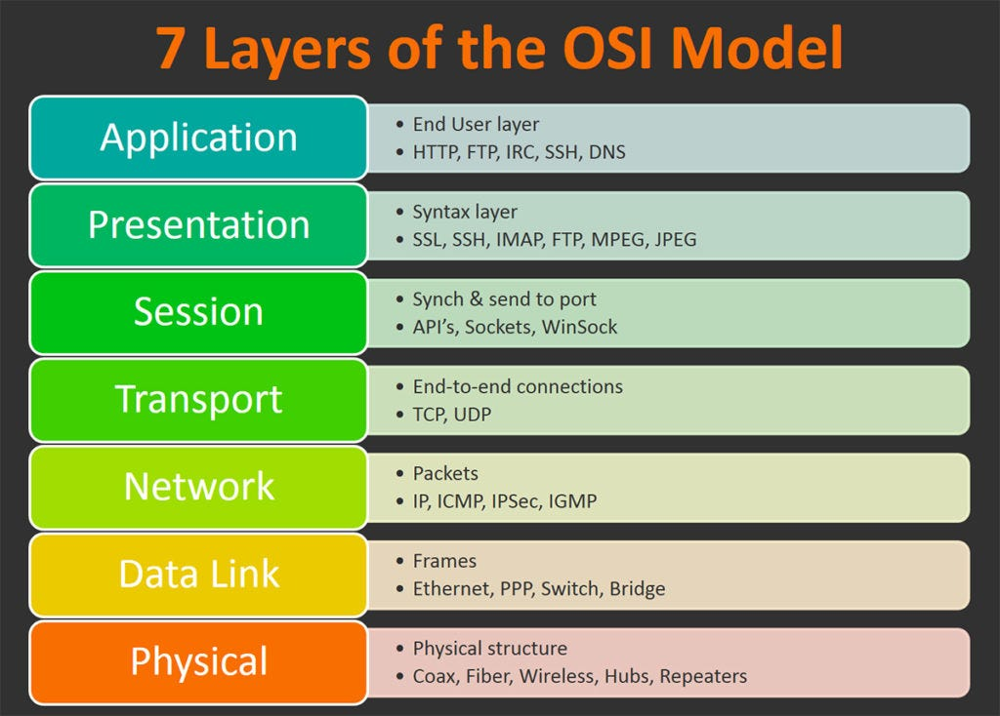 7 Layers of the OSI Model
Application
• End User layer
• HTTP, FTP, IRC, SSH, DNS
Presentation
• Syntax layer
• SSL, SSH, IMAP, FTP, MPEG, JPEG
Session
• Synch & send to port
• API’s, Sockets, WinSock
Transport
• End-to-end connections
• TCP, UDP
Network
• Packets
• IP, ICMP, IPSec, IGMP
Data Link
• Frames
• Ethernet, PPP, Switch, Bridge
Physical
• Physical structure
• Coax, Fiber, Wireless, Hubs, Repeaters